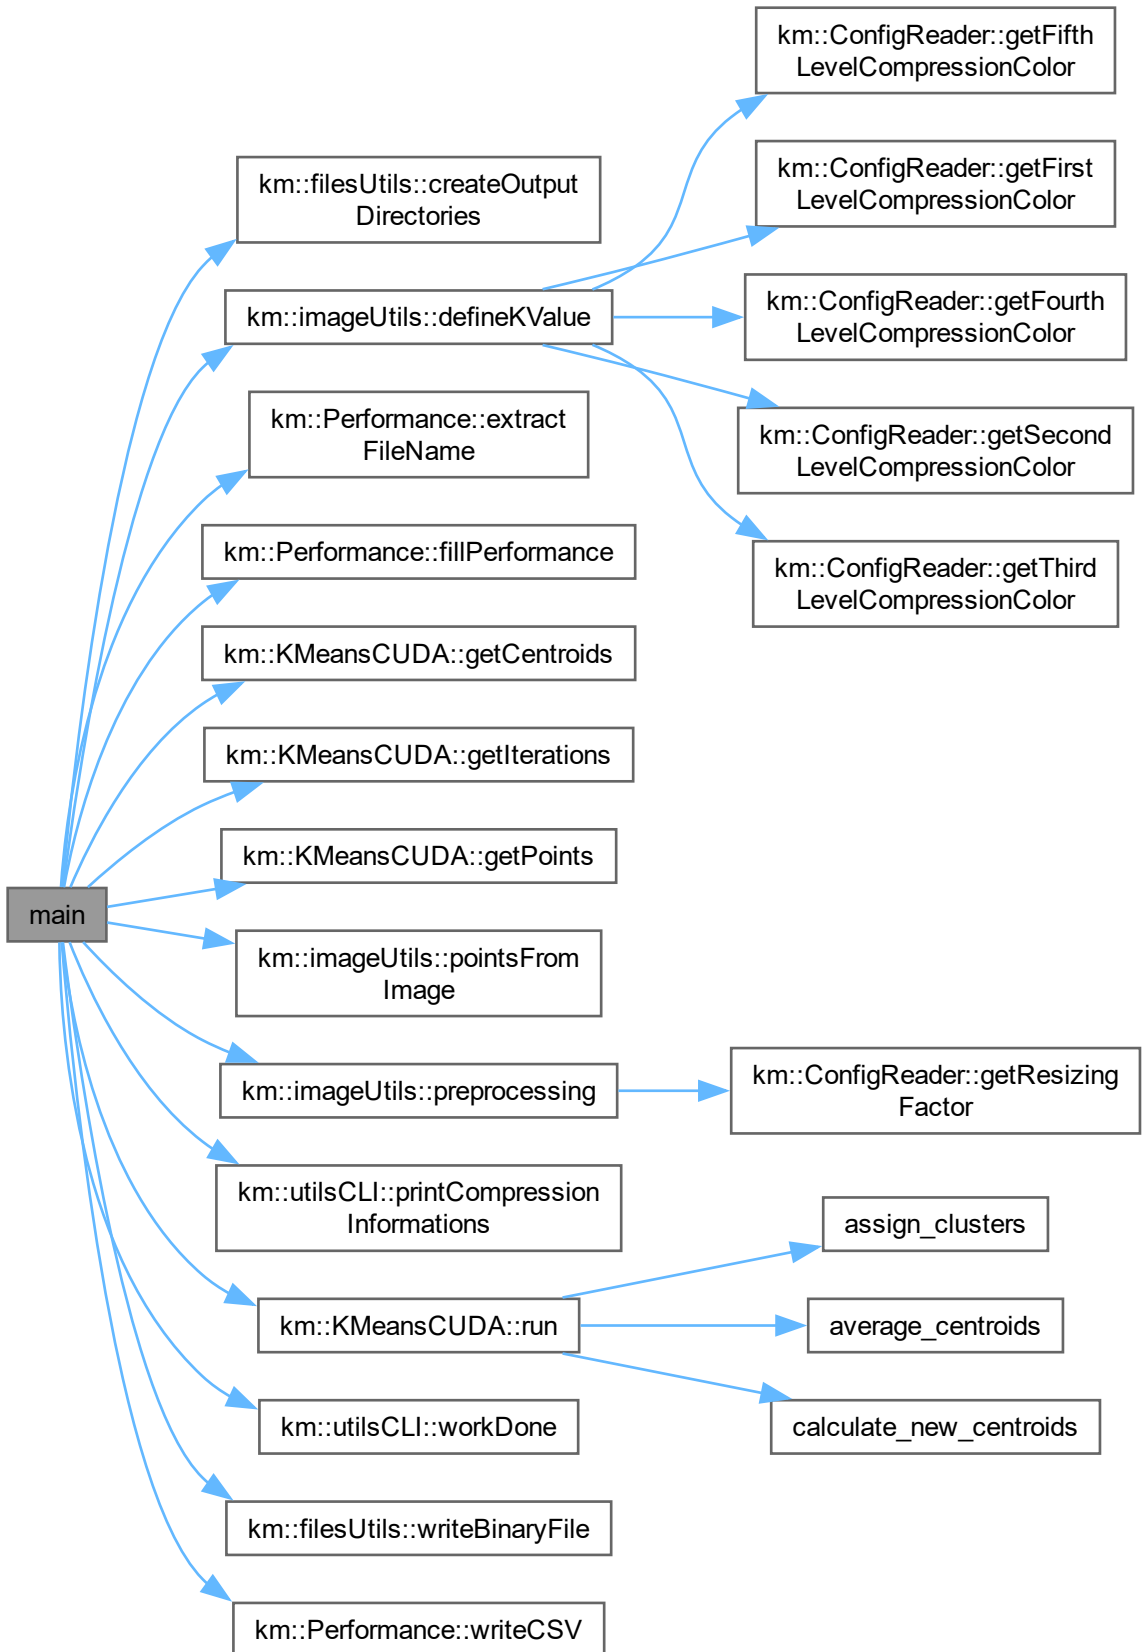 main
km::filesUtils::createOutput
Directories
km::imageUtils::defineKValue
km::Performance::extract
FileName
km::Performance::fillPerformance
km::KMeansCUDA::getCentroids
km::KMeansCUDA::getIterations
km::KMeansCUDA::getPoints
km::imageUtils::pointsFrom
Image
km::imageUtils::preprocessing
km::utilsCLI::printCompression
Informations
km::KMeansCUDA::run
km::utilsCLI::workDone
km::filesUtils::writeBinaryFile
km::Performance::writeCSV
km::ConfigReader::getFifth
LevelCompressionColor
km::ConfigReader::getFirst
LevelCompressionColor
km::ConfigReader::getFourth
LevelCompressionColor
km::ConfigReader::getSecond
LevelCompressionColor
km::ConfigReader::getThird
LevelCompressionColor
km::ConfigReader::getResizing
Factor
assign_clusters
average_centroids
calculate_new_centroids